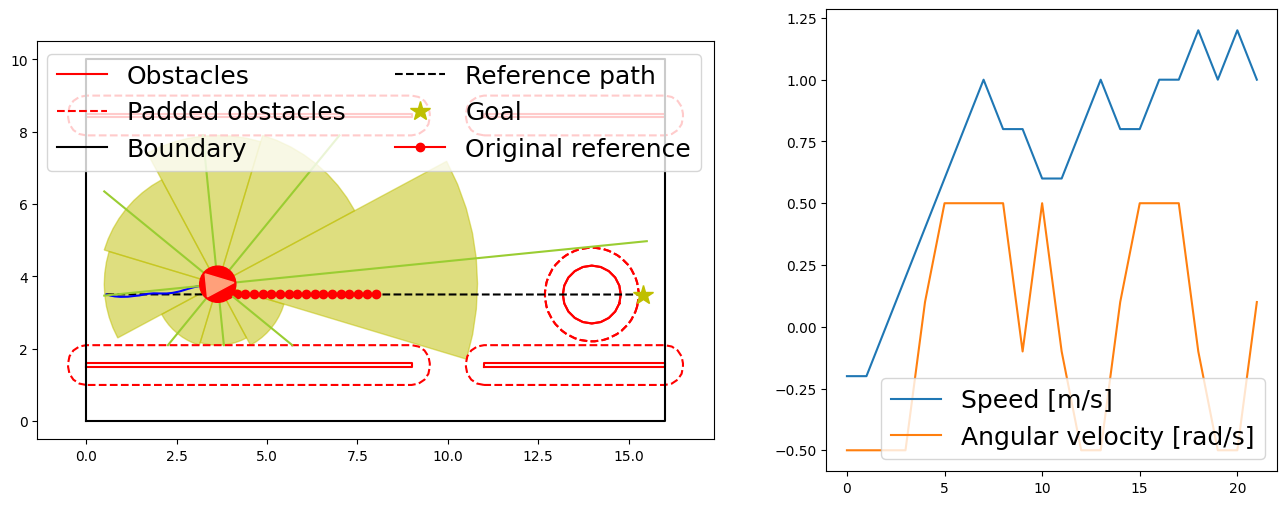 Obstacles
Padded obstacles
Boundary
Reference path
Goal
Original reference
10
8
6
4
2
0
0.0 2.5 5.0 7.5 10.0 12.5 15.0
1.25
1.00
0.75
0.50
0.25
0.00
−0.25
−0.50
Speed [m/s]
Angular velocity [rad/s]
0 5 10 15 20